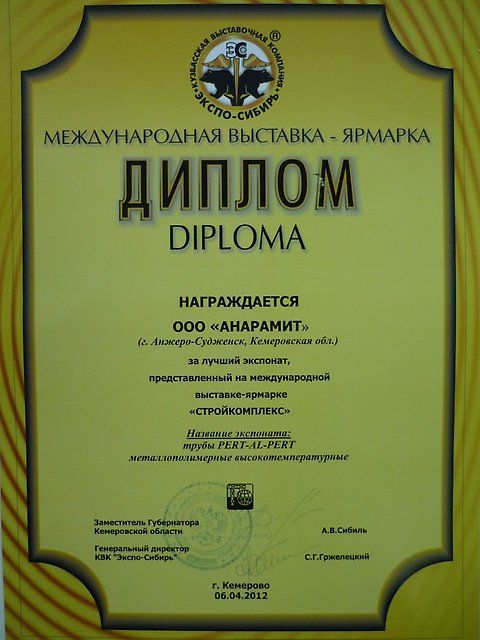 КУЗБАССКАЯ ВЫСТАВОЧНАЯ КОМПАНИЯ
ЭКСПО-СИБИРЬ
®
МЕЖДУНАРОДНАЯ ВЫСТАВКА - ЯРМАРКА
ДИПЛОМ
DIPLOMA
НАГРАЖДАЕТСЯ
ООО «АНАРАМИТ»
(г. Анжеро-Судженск, Кемеровская обл.)
за лучший экспонат,
представленный на международной
выставке-ярмарке
«СТРОЙКОМПЛЕКС»
Название экспоната:
трубы PERT-AL-PERT
металлополимерные высокотемпературные
Заместитель Губернатора
Кемеровской области
А.В.Сибиль
Генеральный директор
КВК "Экспо-Сибирь"
С.Г.Гржелецкий
г. Кемерово
06.04.2012